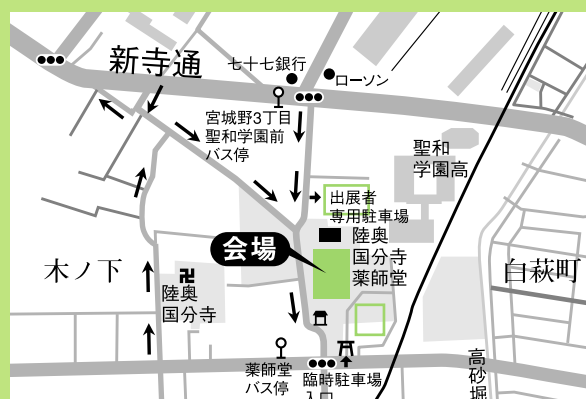 新寺通
七十七銀行
ローソン
宮城野3丁目
聖和学園前
バス停
聖和
学園高
出展者
専用駐車場
陸奥
国分寺
薬師堂
会場
木ノ下
白萩町
陸奥
国分寺
薬師堂
バス停
臨時駐車場
入口
高砂堀